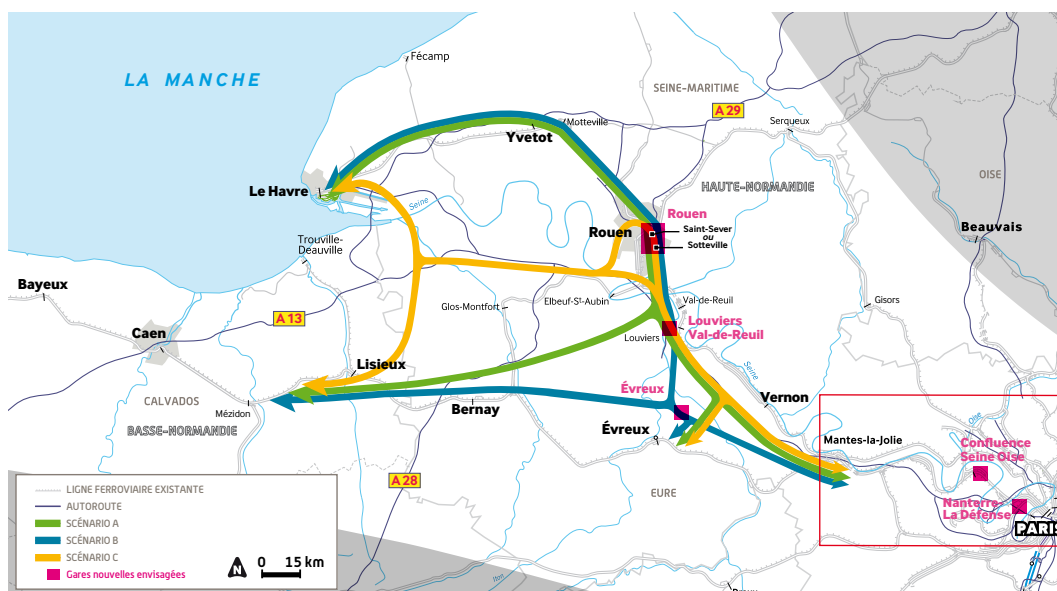 Fécamp
LA MANCHE
SEINE-MARITIME
A 29
Motteville
Yvetot
Serqueux
OISE
Le Havre
Seine
HAUTE-NORMANDIE
Rouen
Saint-Sever
ou
Sotteville
Rouen
Beauvais
Trouville-
Deauville
Bayeux
Glos-Montfort
Elbeuf-St-Aubin
Val-de-Reuil
Gisors
A 13
Caen
Louviers
Val-de-Reuil
Louviers
Lisieux
Seine
CALVADOS
Mézidon
Évreux
Vernon
Bernay
BASSE-NORMANDIE
Évreux
Mantes-la-Jolie
Oise
Confluence
Seine Oise
A 28
EURE
Nanterre-
La Défense
PARIS
LIGNE FERROVIAIRE EXISTANTE
AUTOROUTE
SCÉNARIO A
SCÉNARIO B
SCÉNARIO C
Gares nouvelles envisagées
N
0 15 km